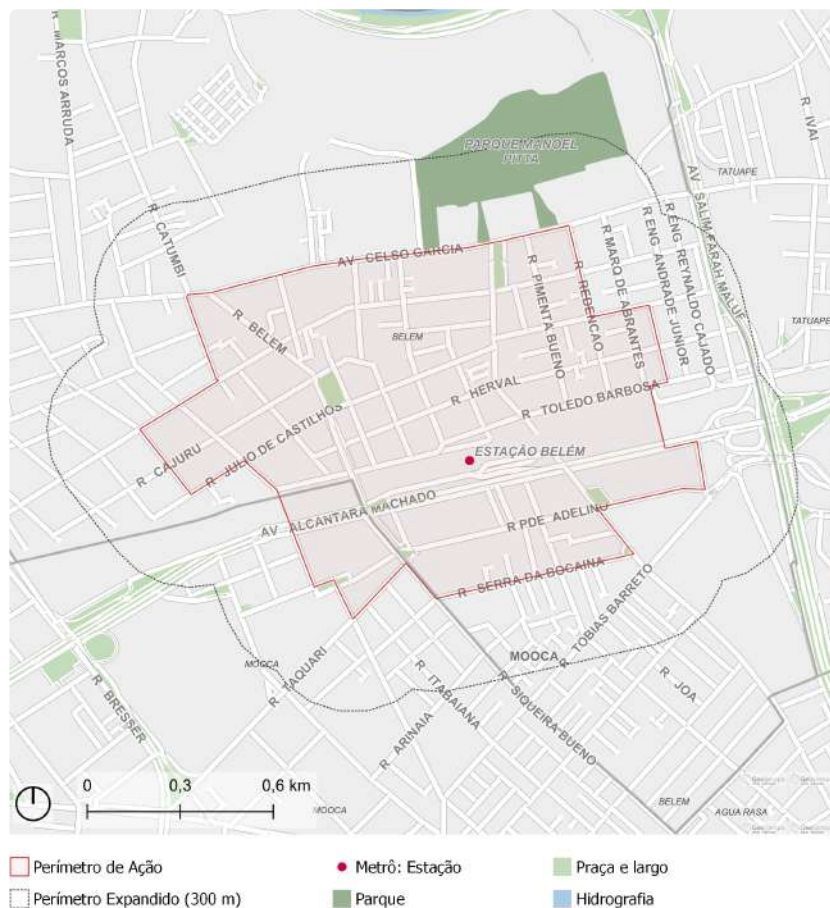 R MARCOS ARRUDA
R IVAI
PARQUE MANOEL
PITTA
TATUAPE
AV SALIM FARAH MALUF
R CATUMBI
R ENG REYNALDO CAJADO
R ENG ANDRADE JUNIOR
R MARQ DE ABRANTES
R REDENCAO
R PIMENTA BUENO
AV CELSO GARCIA
R BELEM
BELEM
TATUAPE
R HERVAL
R TOLEDO BARBOSA
R JULIO DE CASTILHOS
R CAJURU
ESTAÇÃO BELÉM
AV ALCANTARA MACHADO
R PDE ADELINO
R SERRA DA BOCAINA
R TOBIAS BARRETO
MOOCA
MOOCA
R TAQUARI
R ITABAIANA
R SIQUEIRA BUENO
R JOA
R BRESSER
R ARINAIA
0 0,3 0,6 km
MOOCA
BELEM
AGUA RASA
Perímetro de Ação
Metrô: Estação
Praça e largo
Perímetro Expandido (300 m)
Parque
Hidrografia